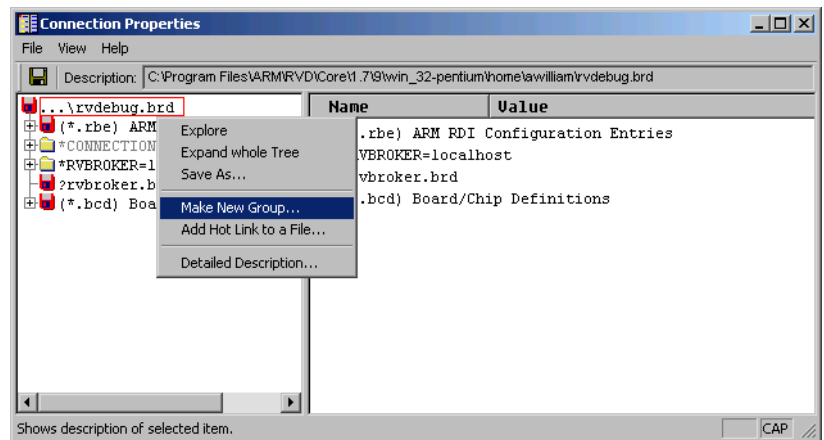 Connection Properties
File View Help
Description: C:\Program Files\ARM\RVD\Core\1.7\9\win_32-pentium\home\awilliam\rvdebug.brd
...\rvdebug.brd
(*.rbe) ARM
*CONNECTION
*RVBROKER=l
?rvbroker.b
(*.bcd) Boa
Explore
Expand whole Tree
Save As...
Make New Group...
Add Hot Link to a File...
Detailed Description...
Name Value
.rbe) ARM RDI Configuration Entries
VBROKER=localhost
vbroker.brd
.bcd) Board/Chip Definitions
Shows description of selected item.
CAP